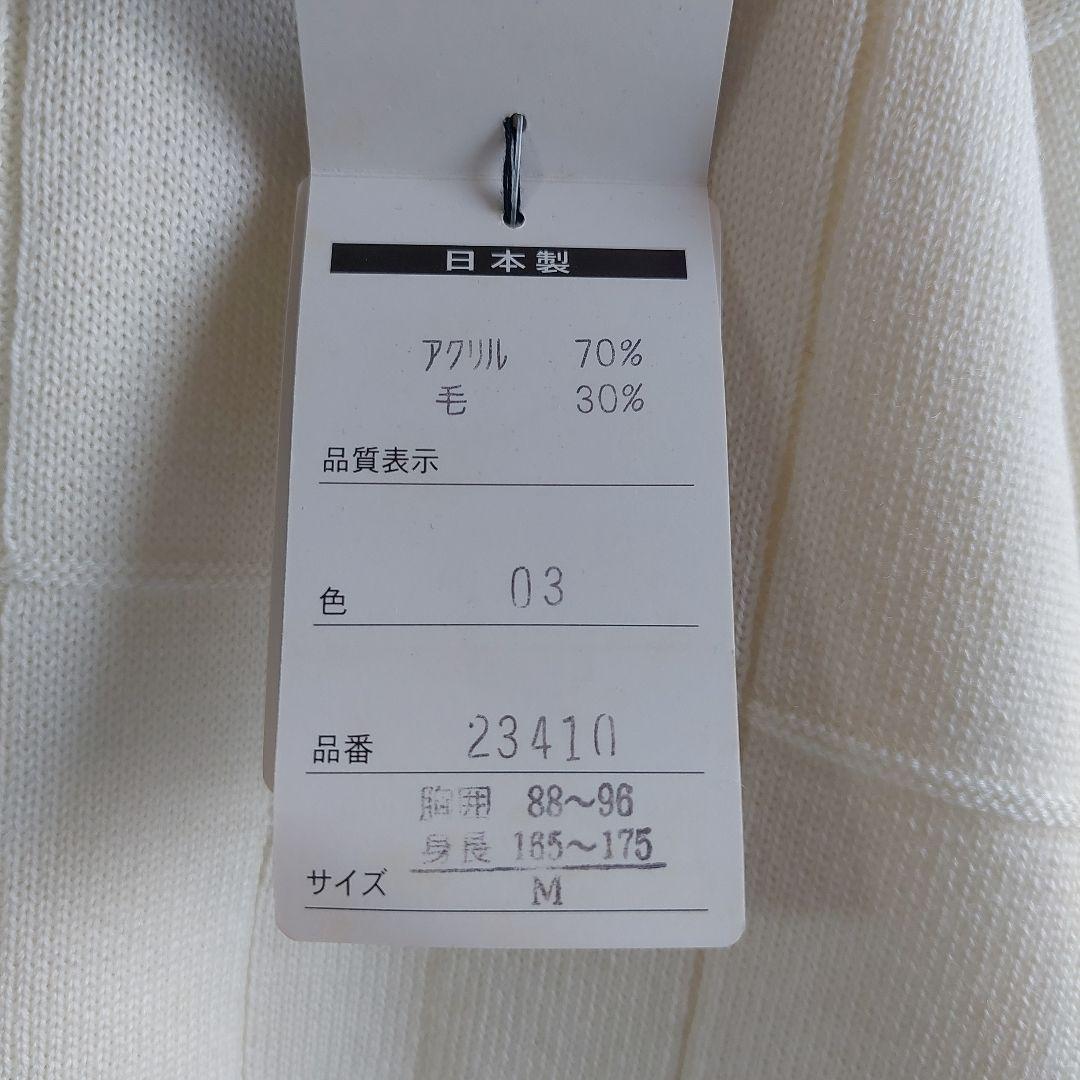 日本製
アクリル 70%
毛 30%
品質表示
色 03
品番 23410
胸囲 88～96
身長 165～175
サイズ M